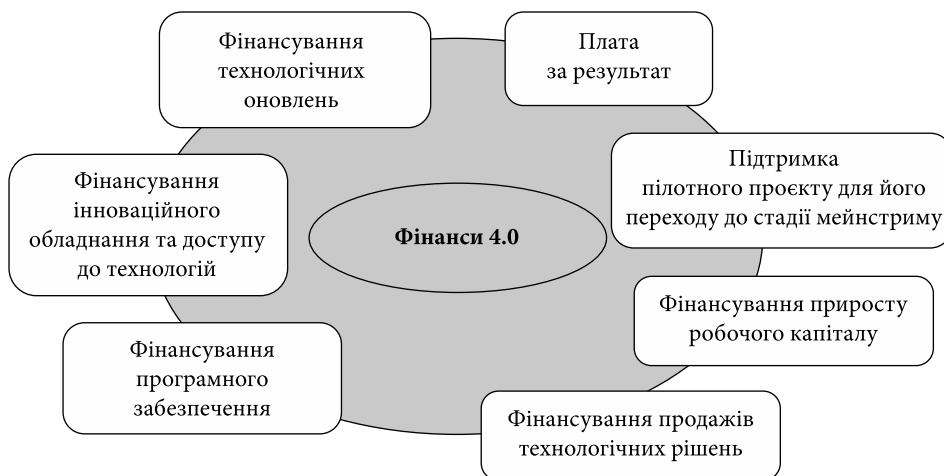 Фінансування
технологічних
оновлень
Плата
за результат
Фінансування
інноваційного
обладнання та доступу
до технологій
Підтримка
пілотного проєкту для його
переходу до стадії мейнстриму
Фінанси 4.0
Фінансування приросту
робочого капіталу
Фінансування
програмного
забезпечення
Фінансування продажів
технологічних рішень